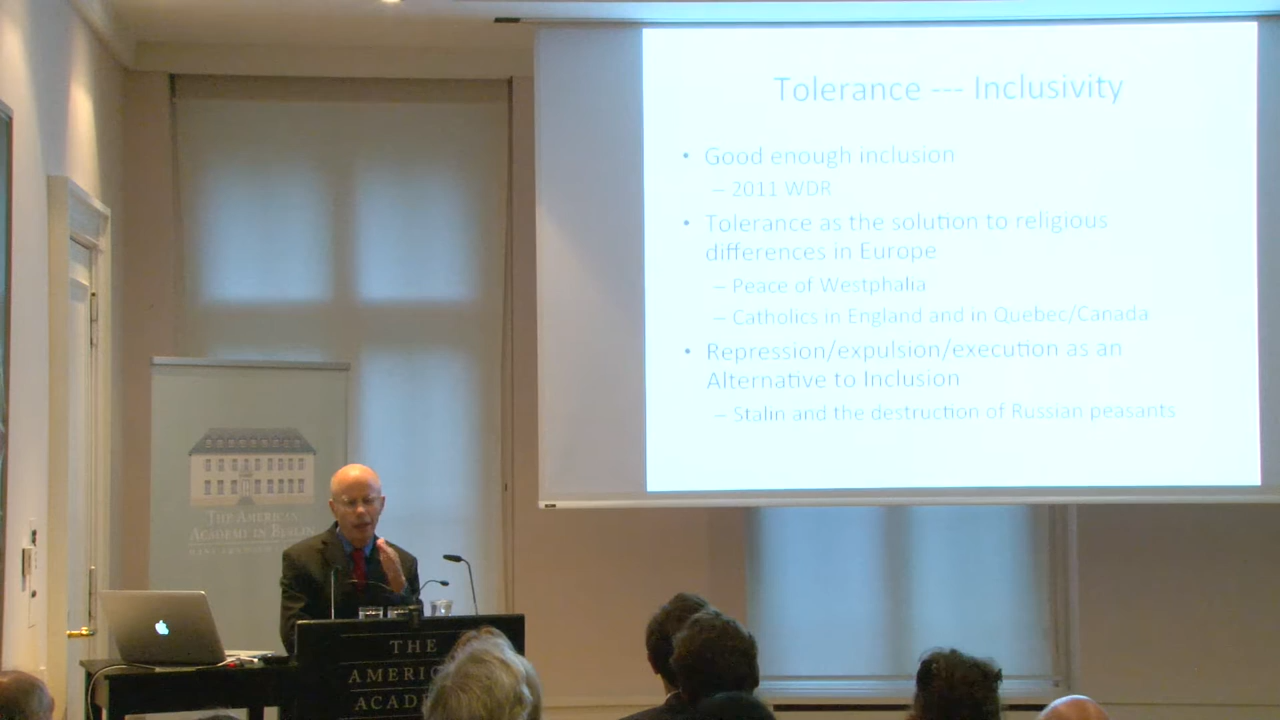 Tolerance --- Inclusivity
• Good enough inclusion
– 2011 WDR
• Tolerance as the solution to religious
differences in Europe
– Peace of Westphalia
– Catholics in England and in Quebec/Canada
• Repression/expulsion/execution as an
Alternative to Inclusion
– Stalin and the destruction of Russian peasants
THE AMERICAN
ACADEMY IN BERLIN
THE
AMERIC
ACAD